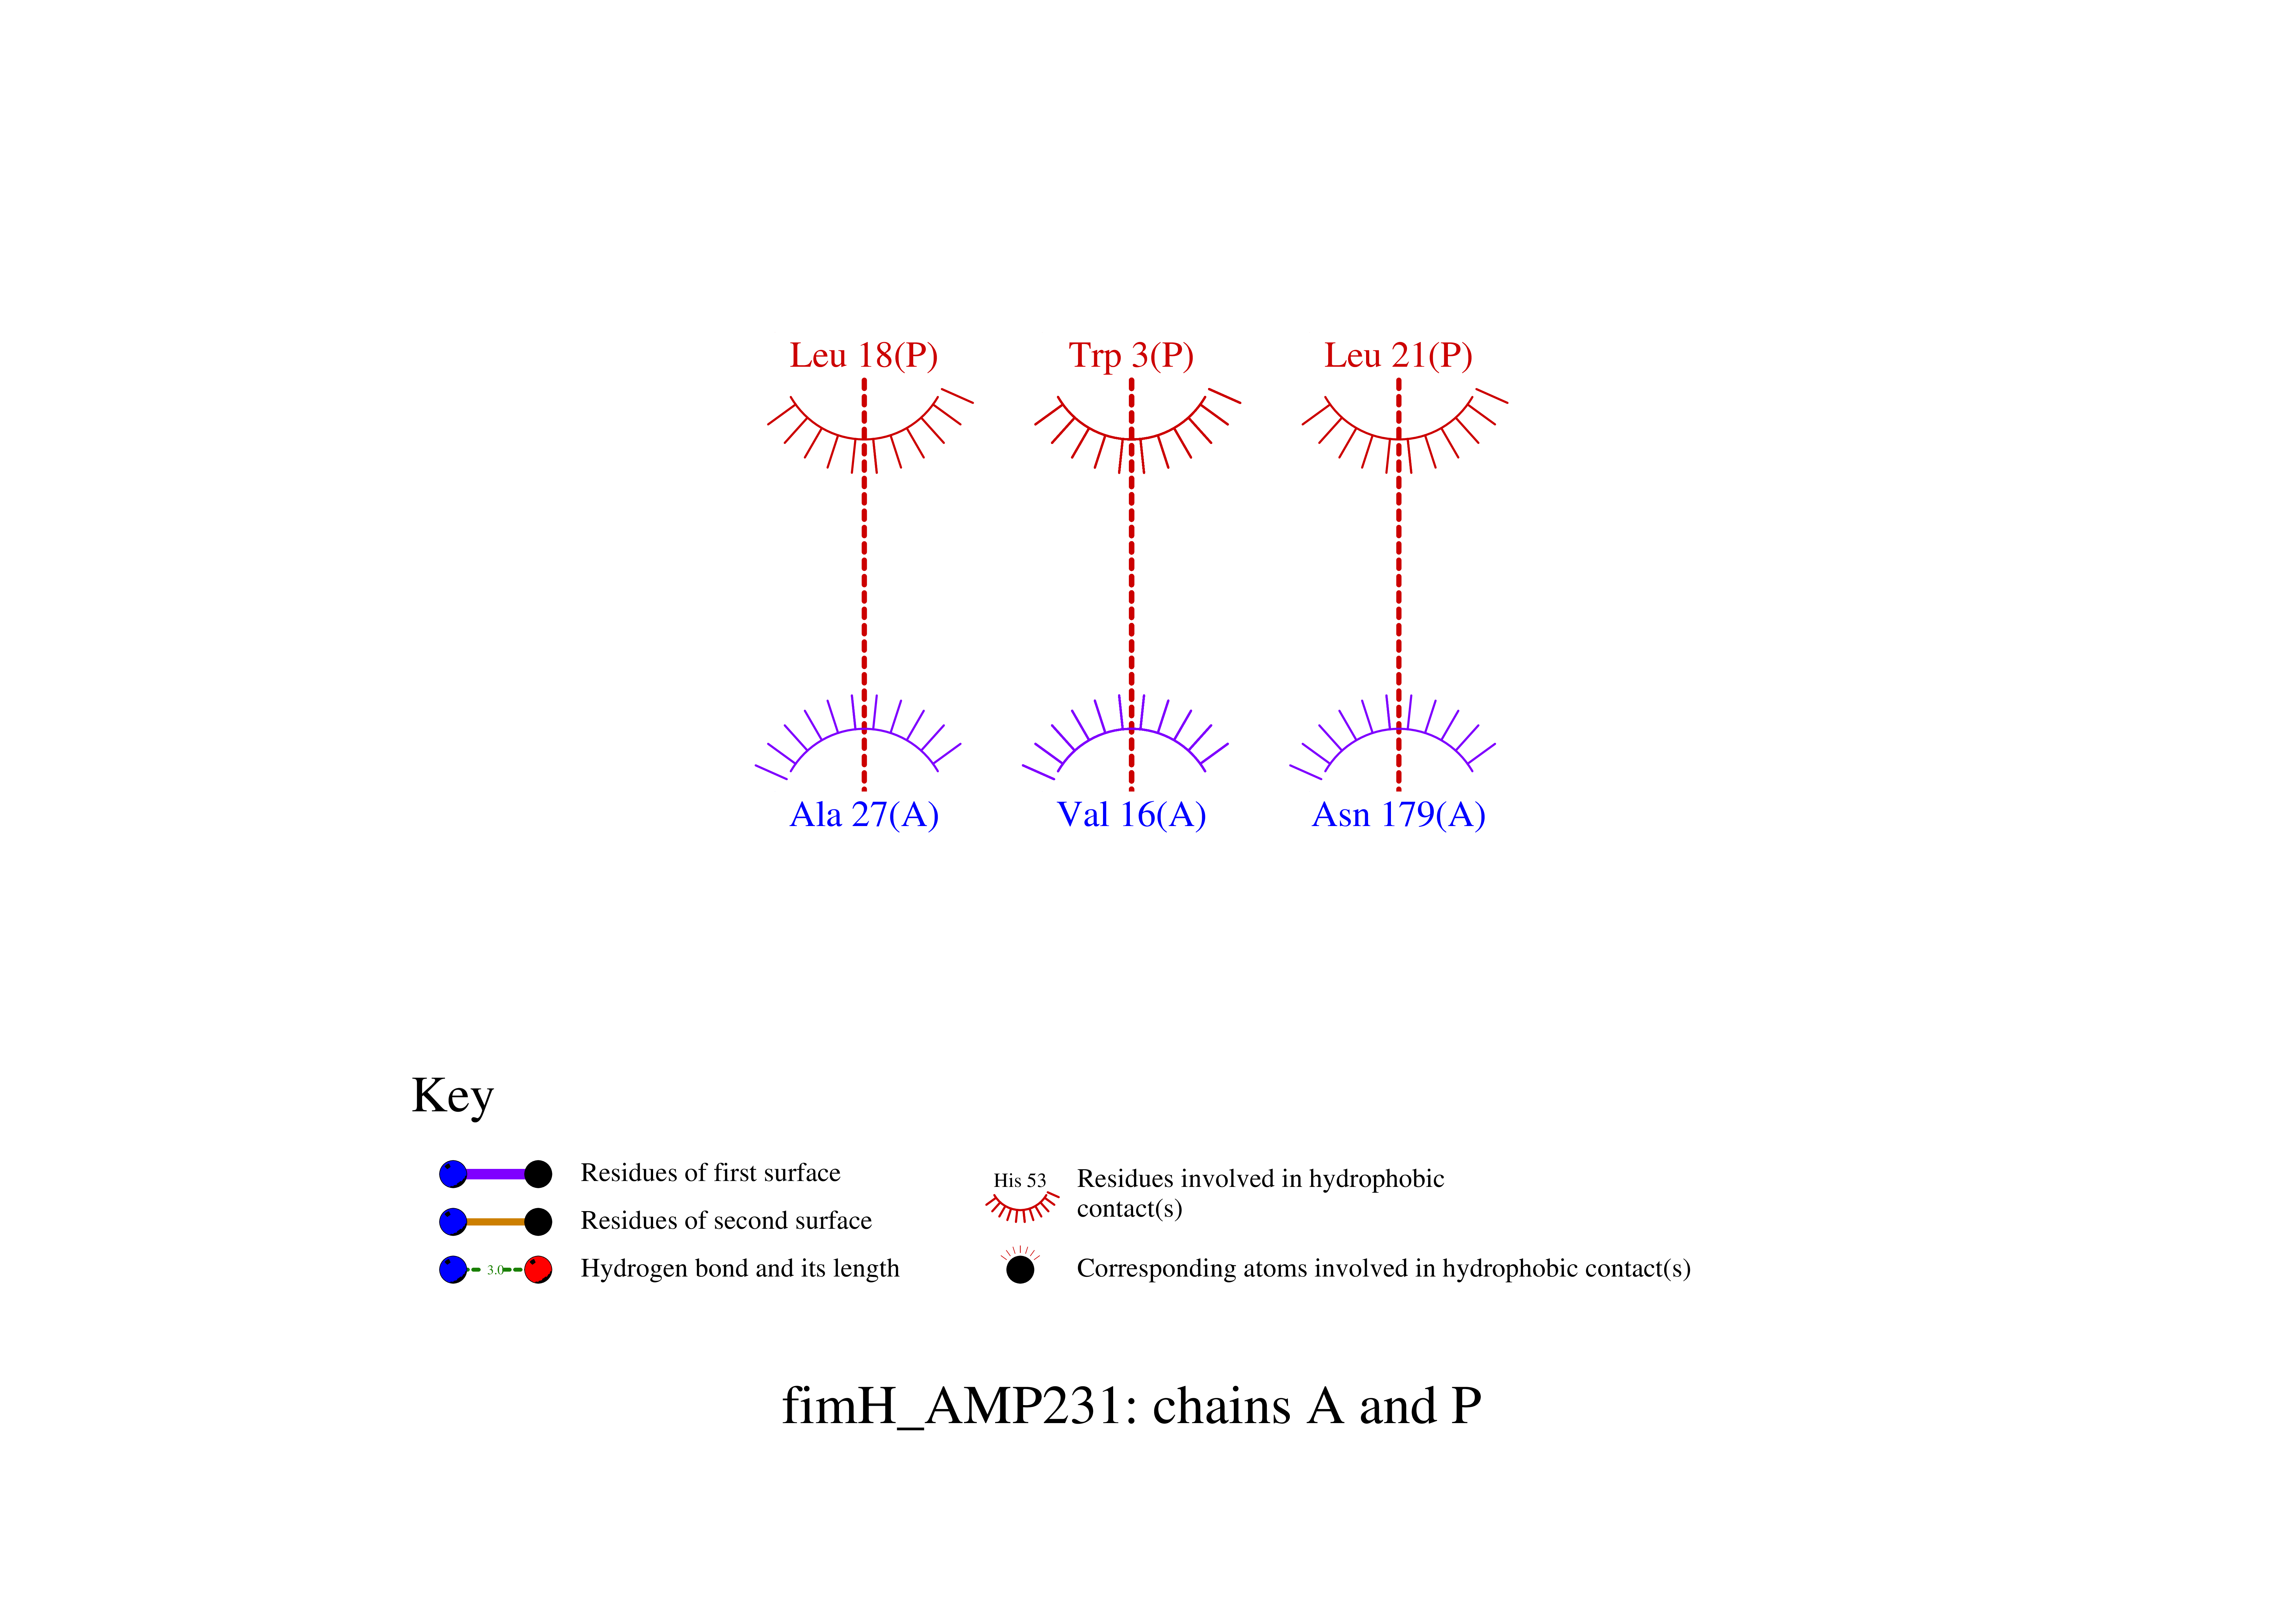 Leu 18(P) Trp 3(P) Leu 21(P)
Ala 27(A) Val 16(A) Asn 179(A)
Key
Residues of first surface
Residues of second surface
3.0
Hydrogen bond and its length
His 53
Residues involved in hydrophobic
contact(s)
Corresponding atoms involved in hydrophobic contact(s)
fimH_AMP231: chains A and P